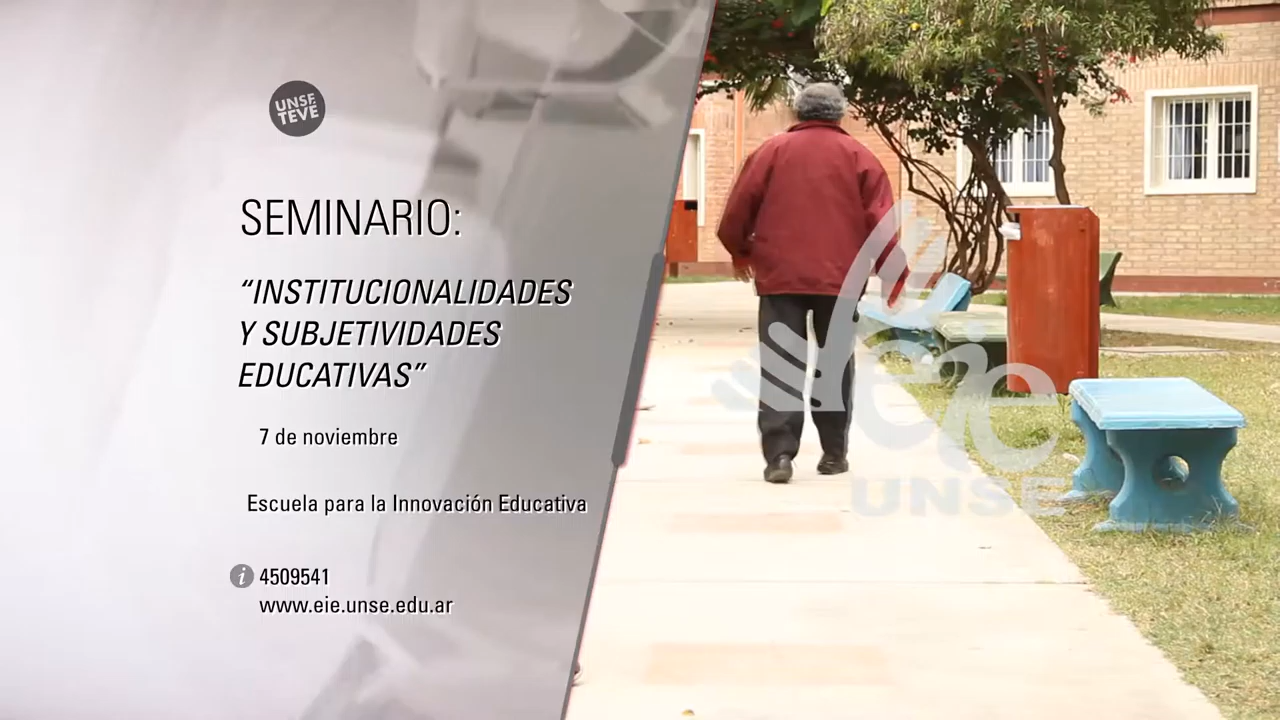 UNSE
TEVÉ
SEMINARIO:
“INSTITUCIONALIDADES
Y SUBJETIVIDADES
EDUCATIVAS”
7 de noviembre
Escuela para la Innovación Educativa
i 4509541
www.eie.unse.edu.ar
eie
UNSE